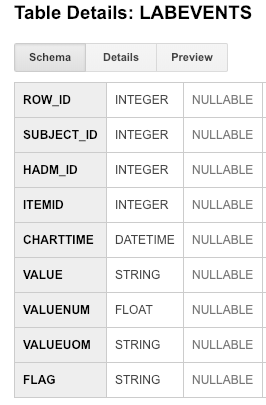 Table Details: LABEVENTS
Schema Details Preview
ROW_ID INTEGER NULLABLE
SUBJECT_ID INTEGER NULLABLE
HADM_ID INTEGER NULLABLE
ITEMID INTEGER NULLABLE
CHARTTIME DATETIME NULLABLE
VALUE STRING NULLABLE
VALUENUM FLOAT NULLABLE
VALUEUOM STRING NULLABLE
FLAG STRING NULLABLE